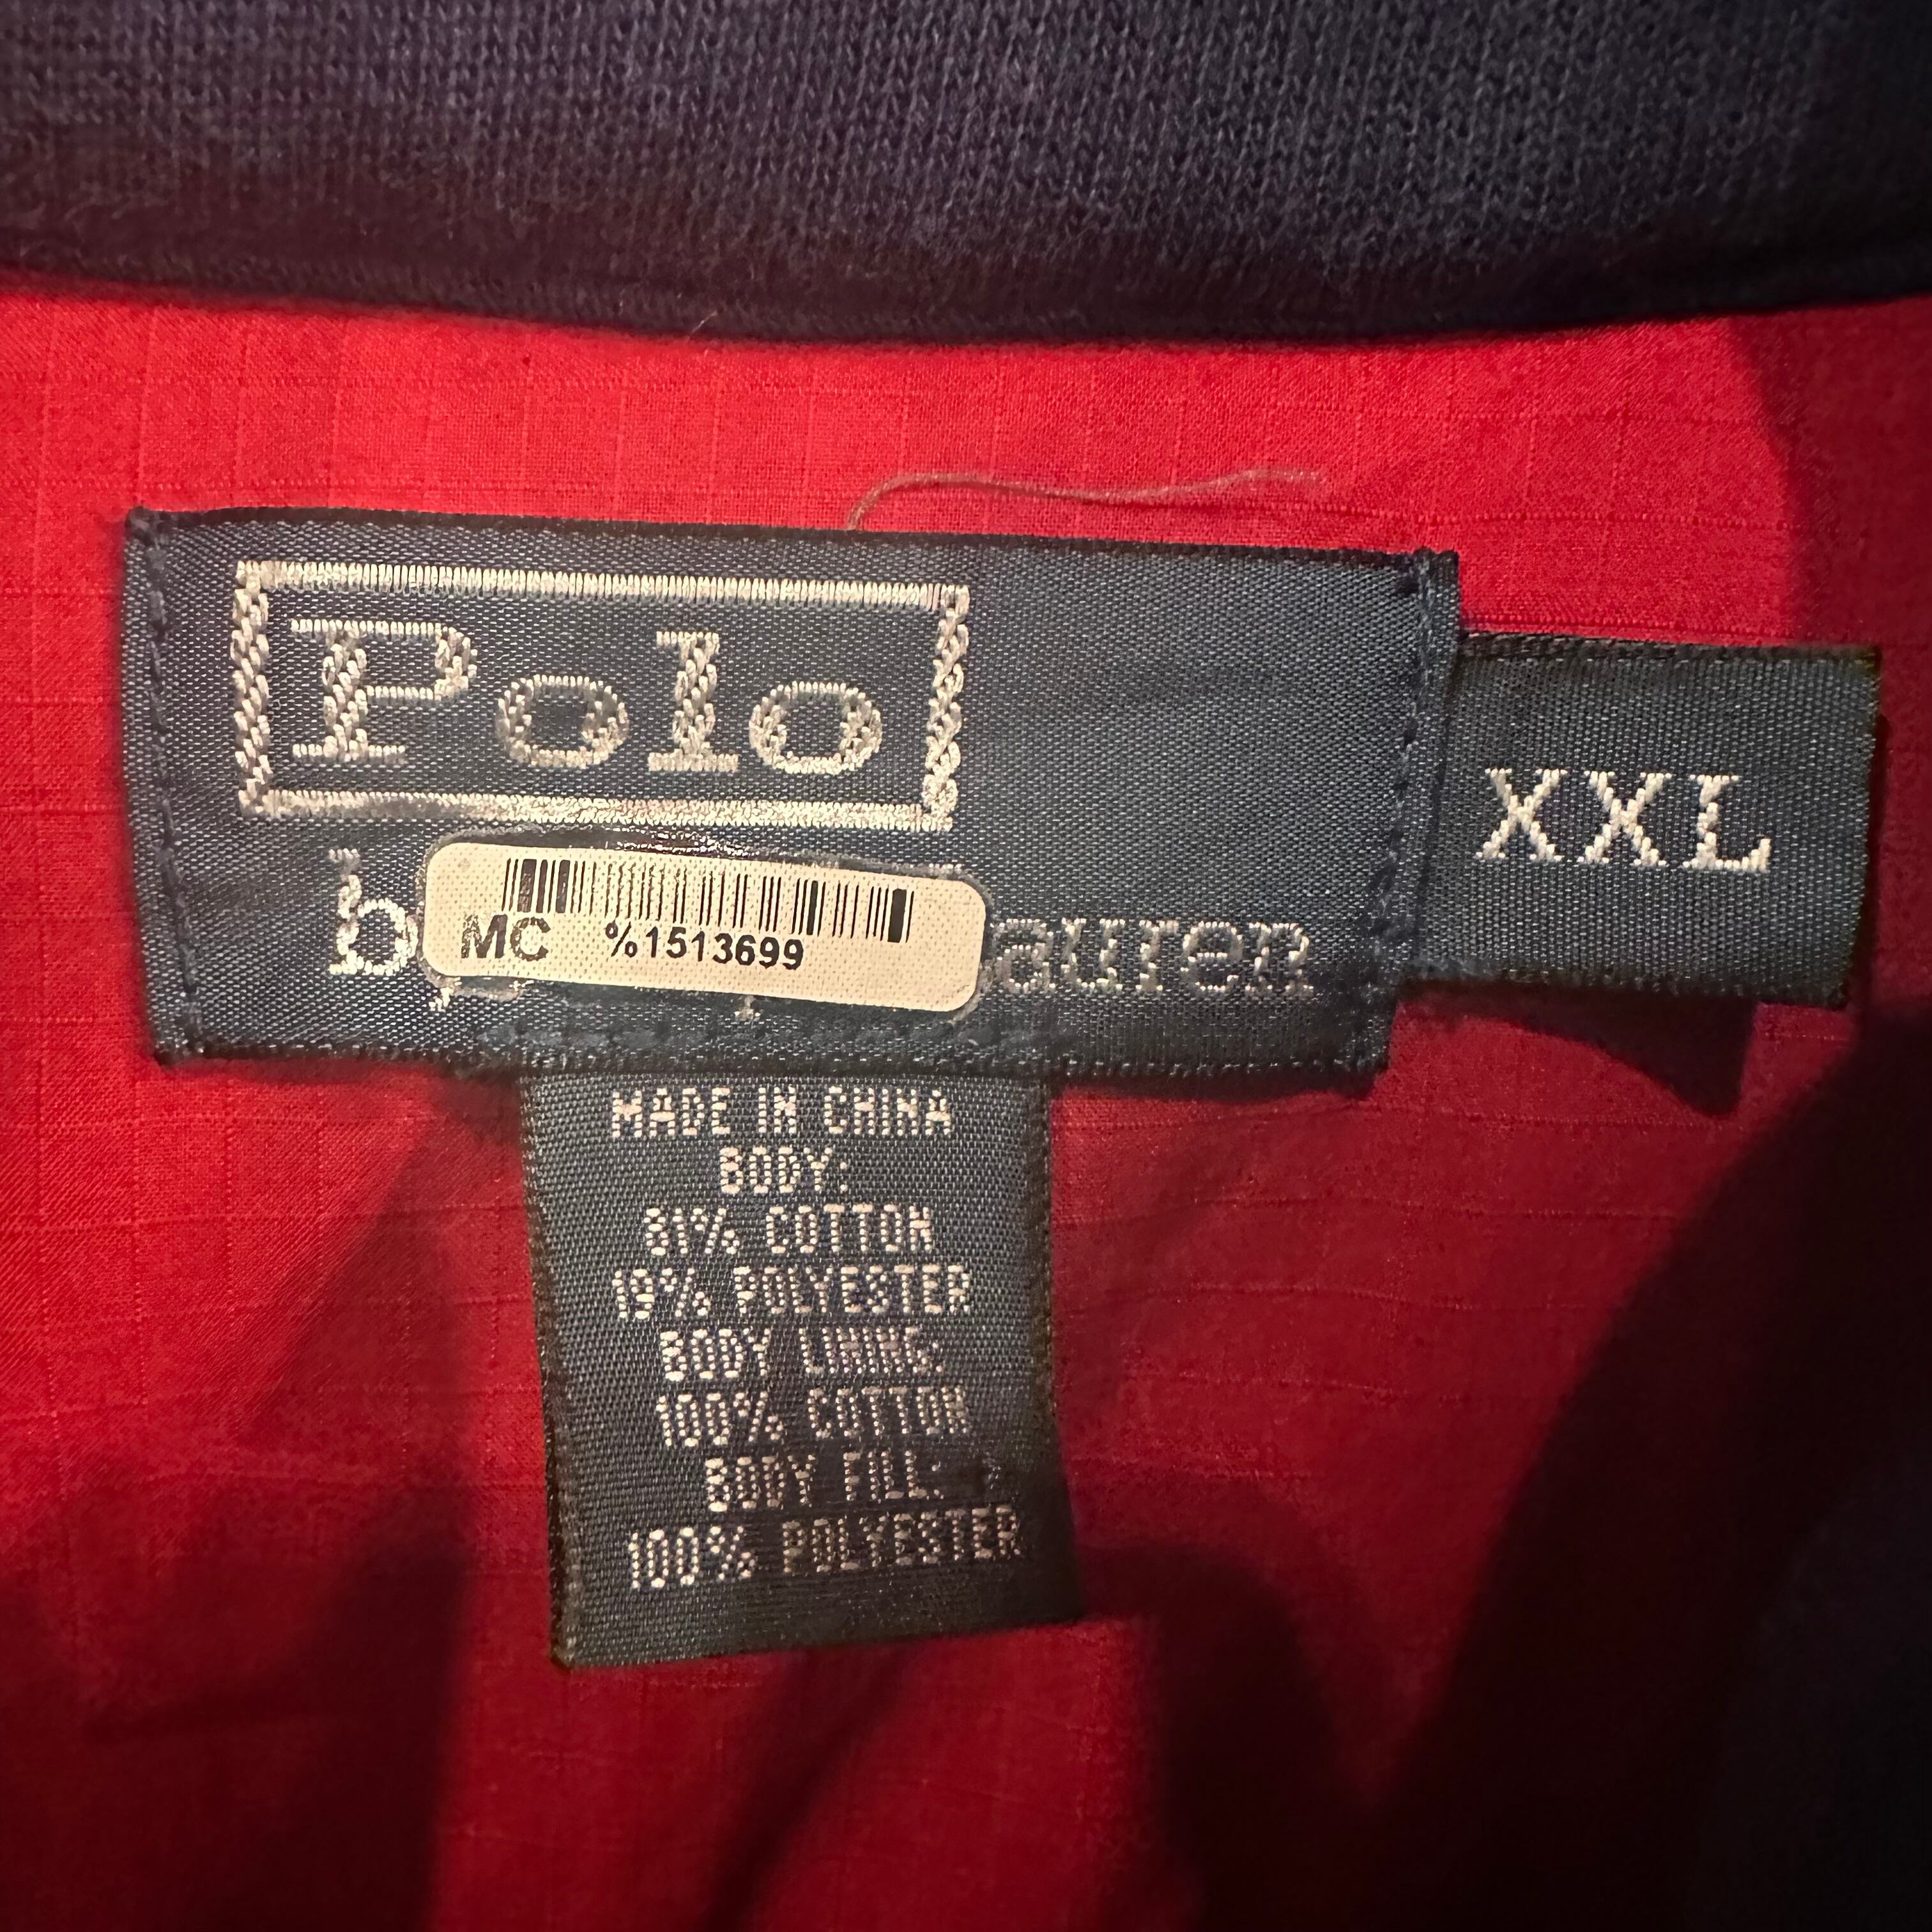 Polo
XXL
b auren
MC %1513699
MADE IN CHINA
BODY:
81% COTTON
19% POLYESTER
BODY LINING:
100% COTTON
BODY FILL:
100% POLYESTER